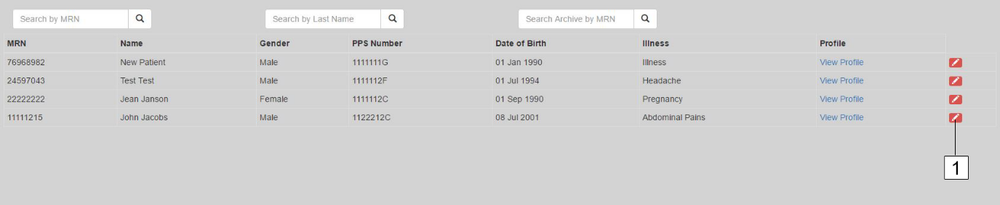 Search by MRN Search by Last Name Search Archive by MRN
MRN Name Gender PPS Number Date of Birth Illness Profile
76968982 New Patient Male 1111111G 01 Jan 1990 Illness View Profile
24597043 Test Test Male 1111112F 01 Jul 1994 Headache View Profile
22222222 Jean Janson Female 1111112C 01 Sep 1990 Pregnancy View Profile
11111215 John Jacobs Male 1122212C 08 Jul 2001 Abdominal Pains View Profile
1